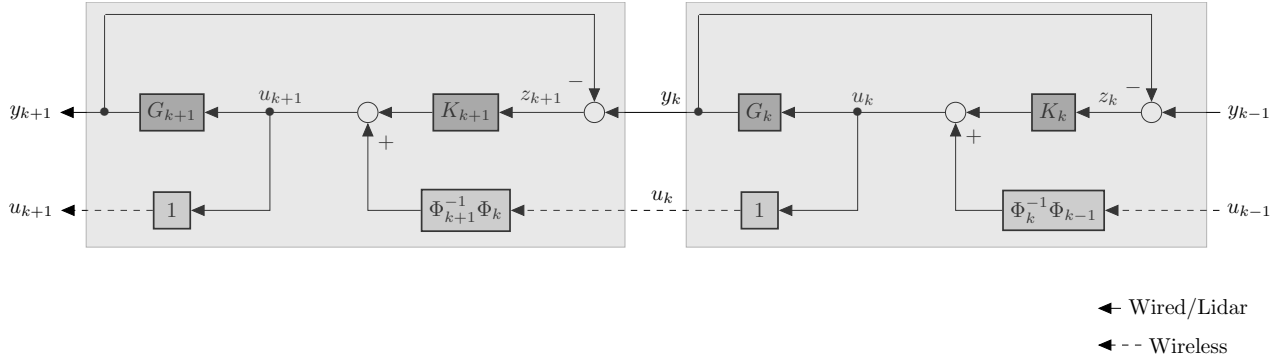 −
−
u_{k+1}
z_{k+1}
y_k
u_k
z_k
y_{k+1}
G_{k+1}
K_{k+1}
G_k
K_k
y_{k-1}
+
+
u_{k+1}
1
Φ_{k+1}^{-1}Φ_k
u_k
1
Φ_k^{-1}Φ_{k-1}
u_{k-1}
Wired/Lidar
Wireless